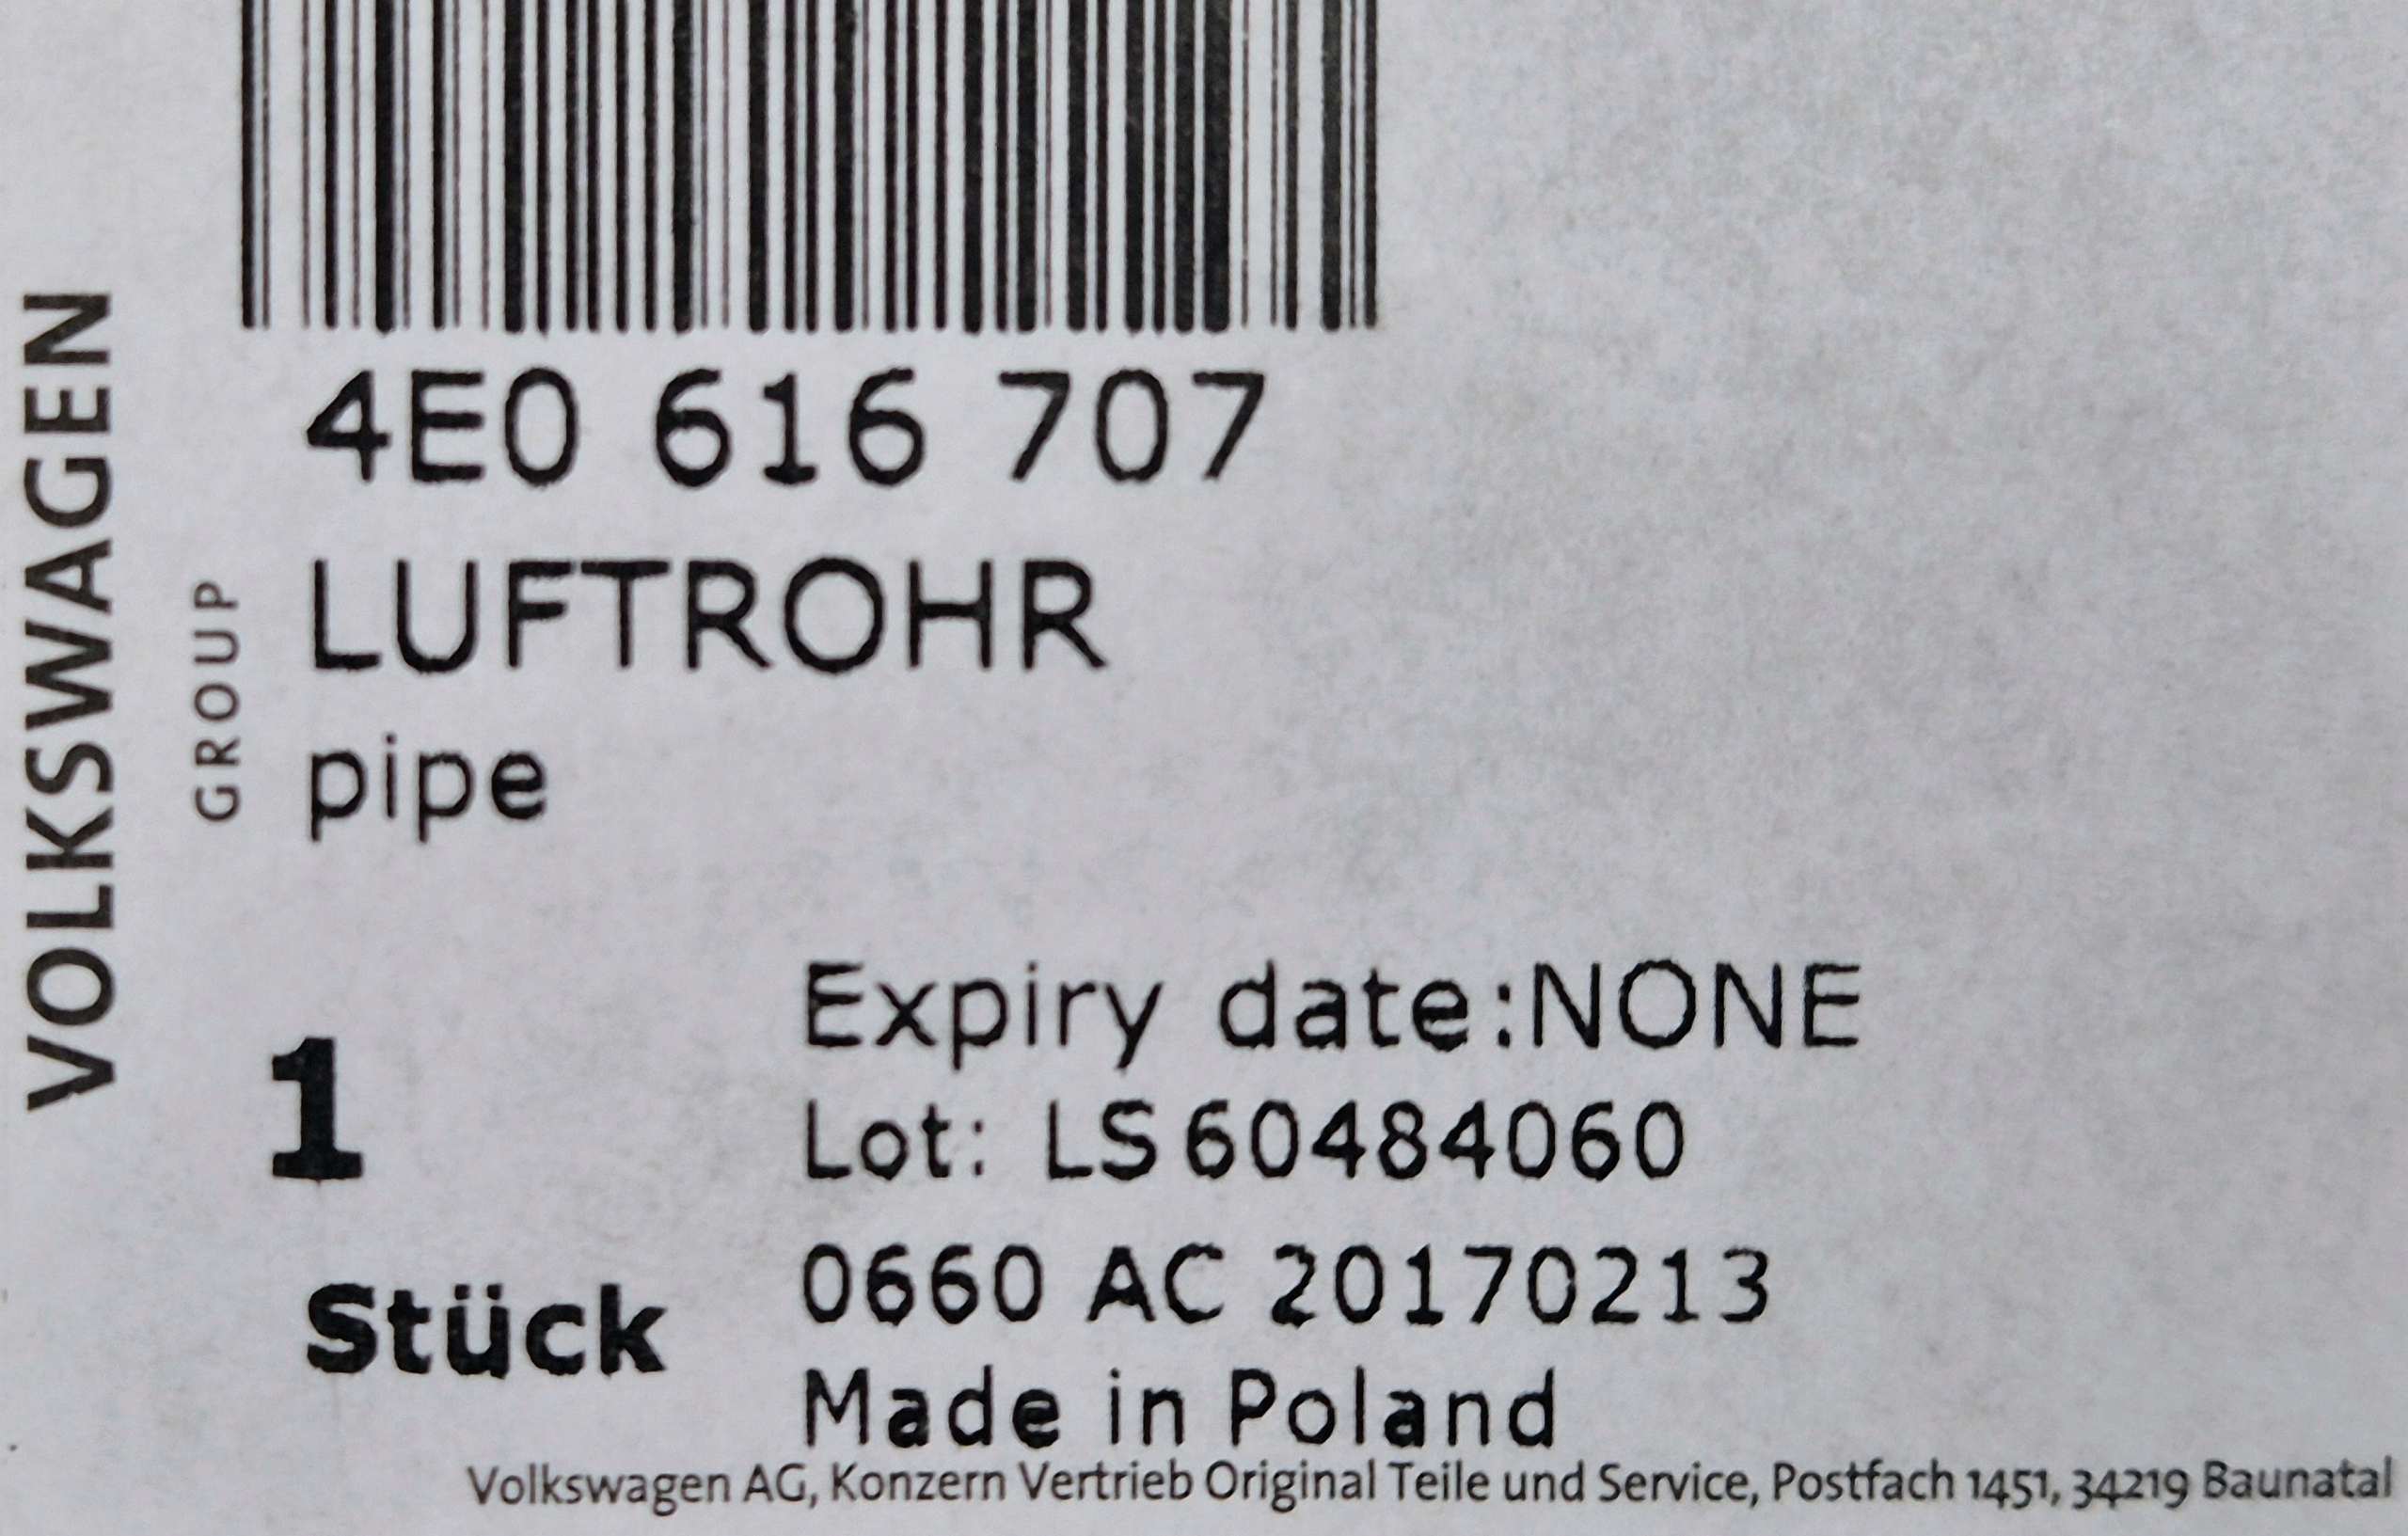 VOLKSWAGEN
GROUP
4E0 616 707
LUFTROHR
pipe
1
Stück
Expiry date:NONE
Lot: LS60484060
0660 AC 20170213
Made in Poland
Volkswagen AG, Konzern Vertrieb Original Teile und Service, Postfach 1451, 34219 Baunatal